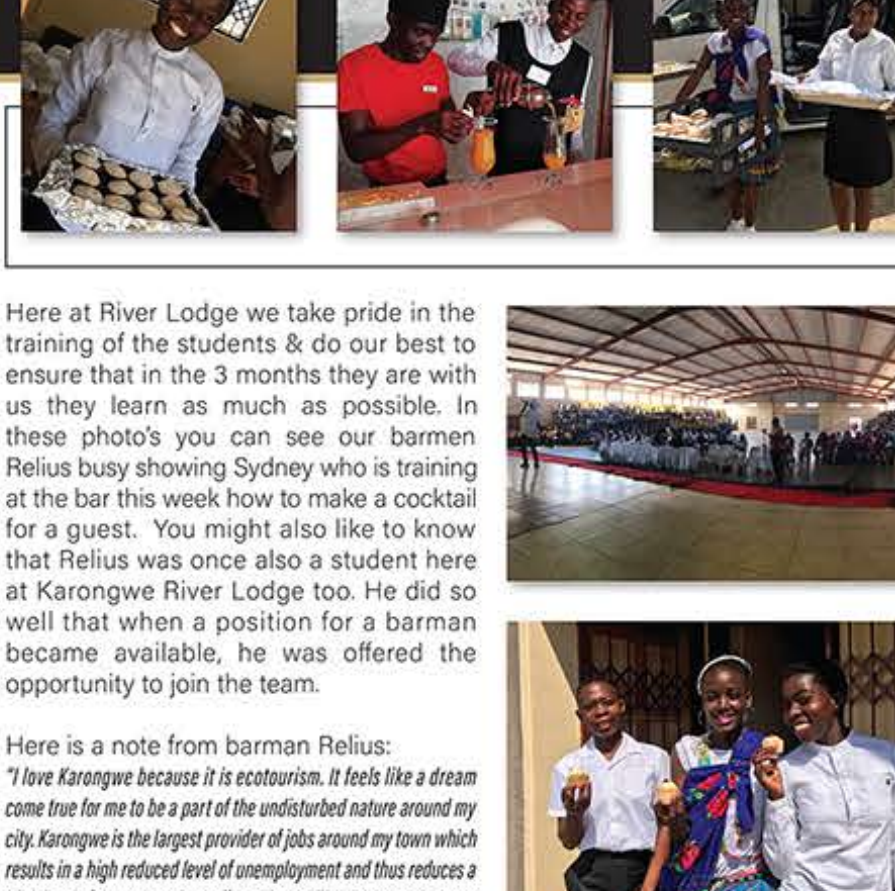 Here at River Lodge we take pride in the
training of the students & do our best to
ensure that in the 3 months they are with
us they learn as much as possible. In
these photo's you can see our barmen
Relius busy showing Sydney who is training
at the bar this week how to make a cocktail
for a guest. You might also like to know
that Relius was once also a student here
at Karongwe River Lodge too. He did so
well that when a position for a barman
became available, he was offered the
opportunity to join the team.
Here is a note from barman Relius:
"I love Karongwe because it is ecotourism. It feels like a dream
come true for me to be a part of the undisturbed nature around my
city. Karongwe is the largest provider of jobs around my town which
results in a high reduced level of unemployment and thus reduces a